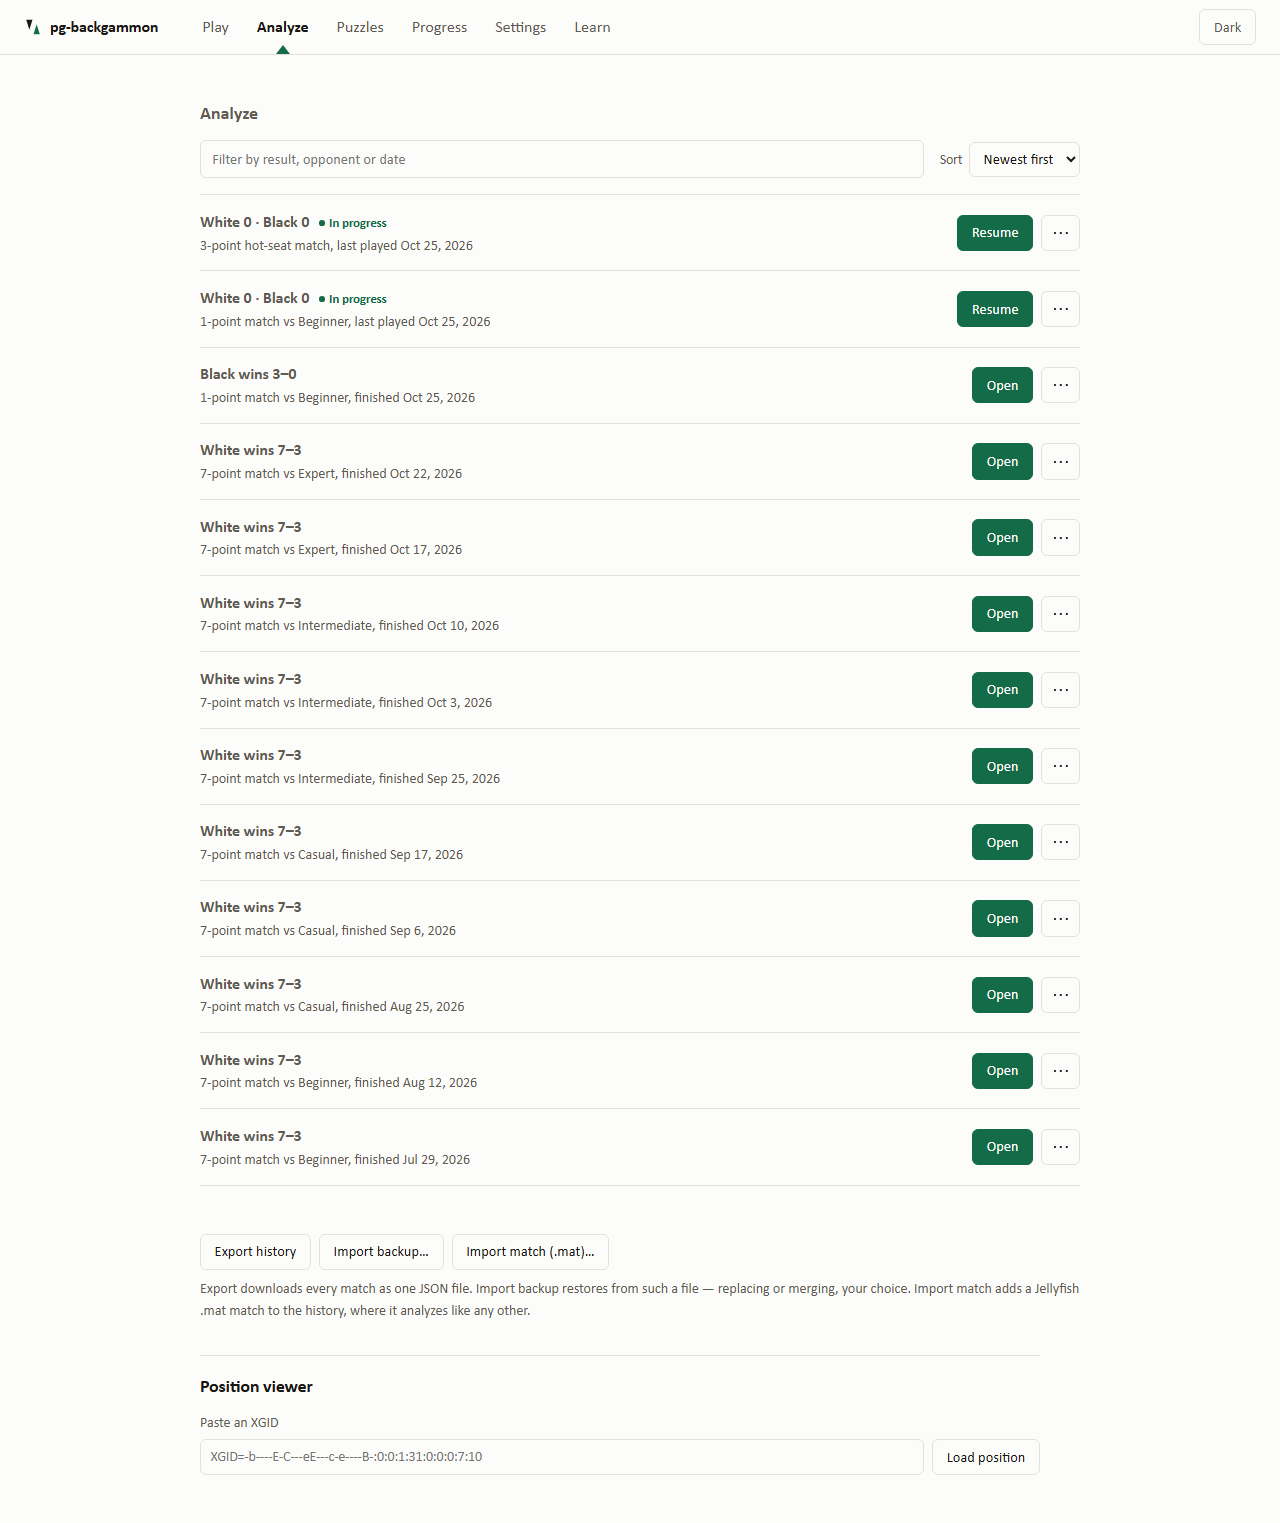 pg-backgammon
Play
Analyze
Puzzles
Progress
Settings
Learn
Dark
Analyze
Filter by result, opponent or date
Sort
Newest first
White 0 · Black 0
In progress
3-point hot-seat match, last played Oct 25, 2026
Resume
···
White 0 · Black 0
In progress
1-point match vs Beginner, last played Oct 25, 2026
Resume
···
Black wins 3–0
1-point match vs Beginner, finished Oct 25, 2026
Open
···
White wins 7–3
7-point match vs Expert, finished Oct 22, 2026
Open
···
White wins 7–3
7-point match vs Expert, finished Oct 17, 2026
Open
···
White wins 7–3
7-point match vs Intermediate, finished Oct 10, 2026
Open
···
White wins 7–3
7-point match vs Intermediate, finished Oct 3, 2026
Open
···
White wins 7–3
7-point match vs Intermediate, finished Sep 25, 2026
Open
···
White wins 7–3
7-point match vs Casual, finished Sep 17, 2026
Open
···
White wins 7–3
7-point match vs Casual, finished Sep 6, 2026
Open
···
White wins 7–3
7-point match vs Casual, finished Aug 25, 2026
Open
···
White wins 7–3
7-point match vs Beginner, finished Aug 12, 2026
Open
···
White wins 7–3
7-point match vs Beginner, finished Jul 29, 2026
Open
···
Export history
Import backup…
Import match (.mat)…
Export downloads every match as one JSON file. Import backup restores from such a file — replacing or merging, your choice. Import match adds a Jellyfish
.mat match to the history, where it analyzes like any other.
Position viewer
Paste an XGID
XGID=-b----E-C---eE---c-e----B-:0:0:1:31:0:0:0:7:10
Load position